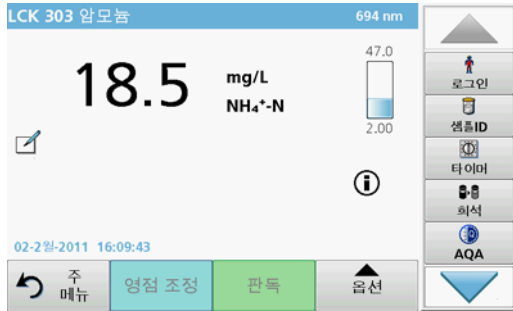 LCK 303 암모늄 694 nm
47.0
18.5 mg/L
NH₄⁺-N
2.00
02-2월-2011 16:09:43
주
메뉴
영점 조정
판독
옵션
로그인
샘플ID
타이머
희석
AQA